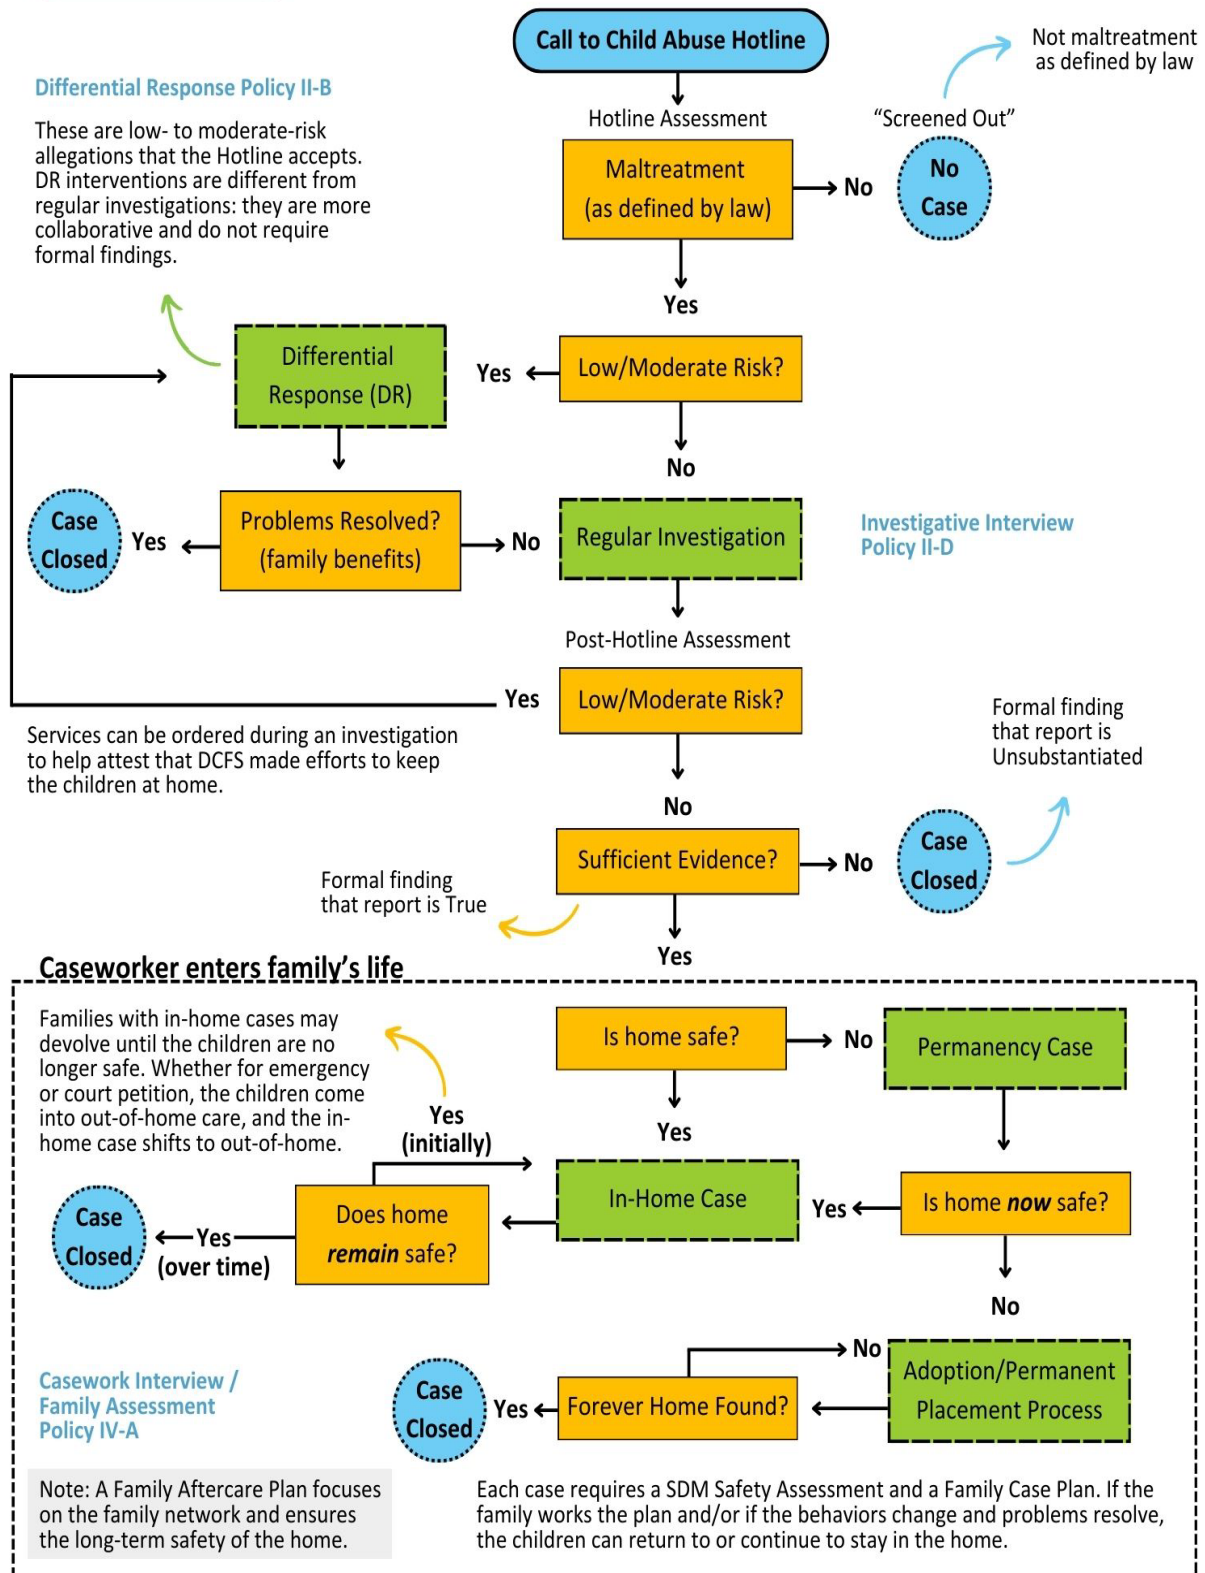 Call to Child Abuse Hotline
Not maltreatment
as defined by law
Differential Response Policy II-B
These are low- to moderate-risk
allegations that the Hotline accepts.
DR interventions are different from
regular investigations: they are more
collaborative and do not require
formal findings.
Hotline Assessment
“Screened Out”
Maltreatment
(as defined by law)
No
No
Case
Yes
Differential
Response (DR)
Yes
Low/Moderate Risk?
No
Case
Closed
Yes
Problems Resolved?
(family benefits)
No
Regular Investigation
Investigative Interview
Policy II-D
Post-Hotline Assessment
Yes
Low/Moderate Risk?
Services can be ordered during an investigation
to help attest that DCFS made efforts to keep
the children at home.
Formal finding
that report is
Unsubstantiated
No
Sufficient Evidence?
No
Case
Closed
Formal finding
that report is True
Yes
Caseworker enters family’s life
Families with in-home cases may
devolve until the children are no
longer safe. Whether for emergency
or court petition, the children come
into out-of-home care, and the in-
home case shifts to out-of-home.
Is home safe?
No
Permanency Case
Yes
(initially)
Yes
Case
Closed
Yes
(over time)
Does home
remain safe?
In-Home Case
Yes
Is home now safe?
No
No
Casework Interview /
Family Assessment
Policy IV-A
Case
Closed
Yes
Forever Home Found?
Adoption/Permanent
Placement Process
Note: A Family Aftercare Plan focuses
on the family network and ensures
the long-term safety of the home.
Each case requires a SDM Safety Assessment and a Family Case Plan. If the
family works the plan and/or if the behaviors change and problems resolve,
the children can return to or continue to stay in the home.